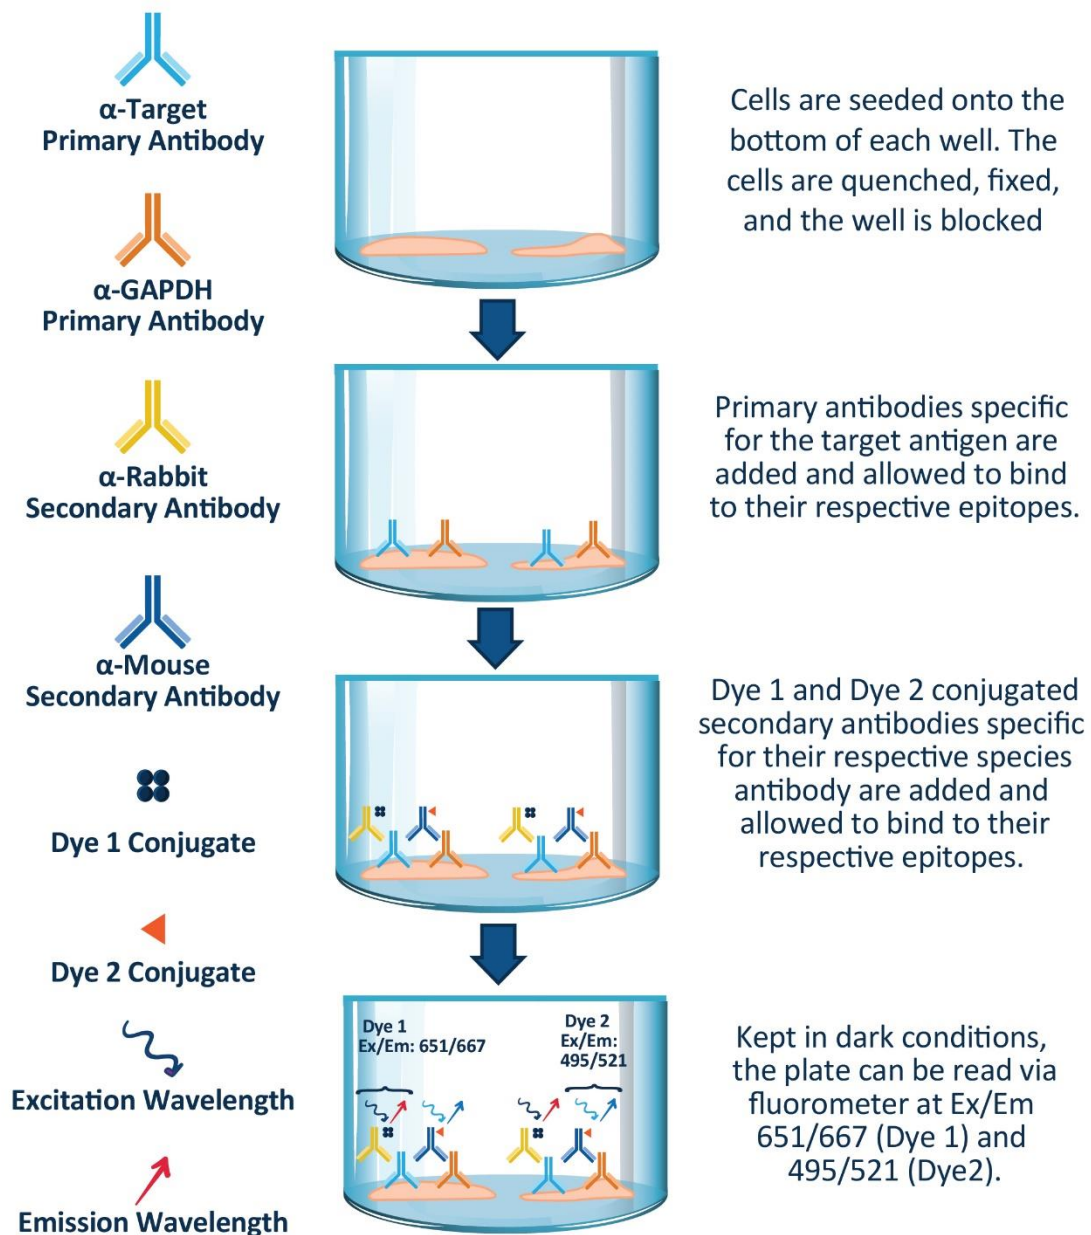 α-Target
Primary Antibody
α-GAPDH
Primary Antibody
α-Rabbit
Secondary Antibody
α-Mouse
Secondary Antibody
Dye 1 Conjugate
Dye 2 Conjugate
Excitation Wavelength
Emission Wavelength
Cells are seeded onto the
bottom of each well. The
cells are quenched, fixed,
and the well is blocked
Primary antibodies specific
for the target antigen are
added and allowed to bind
to their respective epitopes.
Dye 1 and Dye 2 conjugated
secondary antibodies specific
for their respective species
antibody are added and
allowed to bind to their
respective epitopes.
Dye 1
Ex/Em: 651/667
Dye 2
Ex/Em:
495/521
Kept in dark conditions,
the plate can be read via
fluorometer at Ex/Em
651/667 (Dye 1) and
495/521 (Dye2).